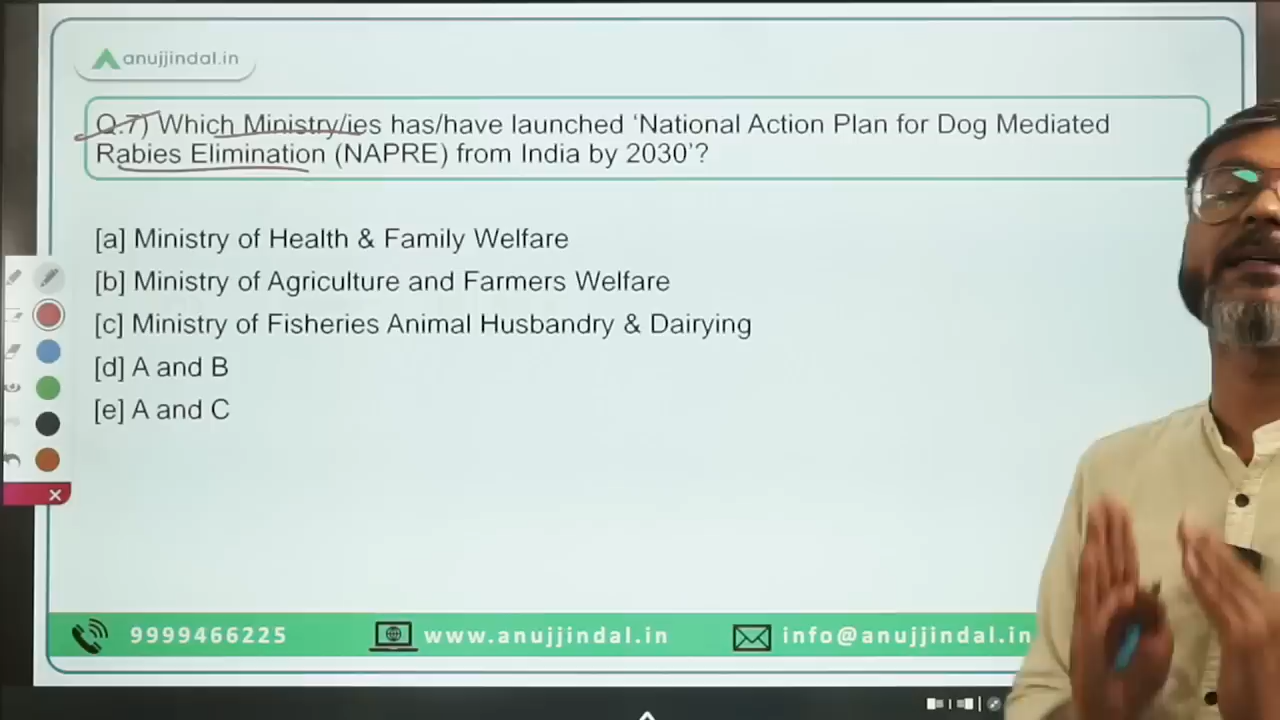 anujjindal.in
Q.7) Which Ministry/ies has/have launched ‘National Action Plan for Dog Mediated
Rabies Elimination (NAPRE) from India by 2030’?
[a] Ministry of Health & Family Welfare
[b] Ministry of Agriculture and Farmers Welfare
[c] Ministry of Fisheries Animal Husbandry & Dairying
[d] A and B
[e] A and C
9999466225
www.anujjindal.in
info@anujjindal.in